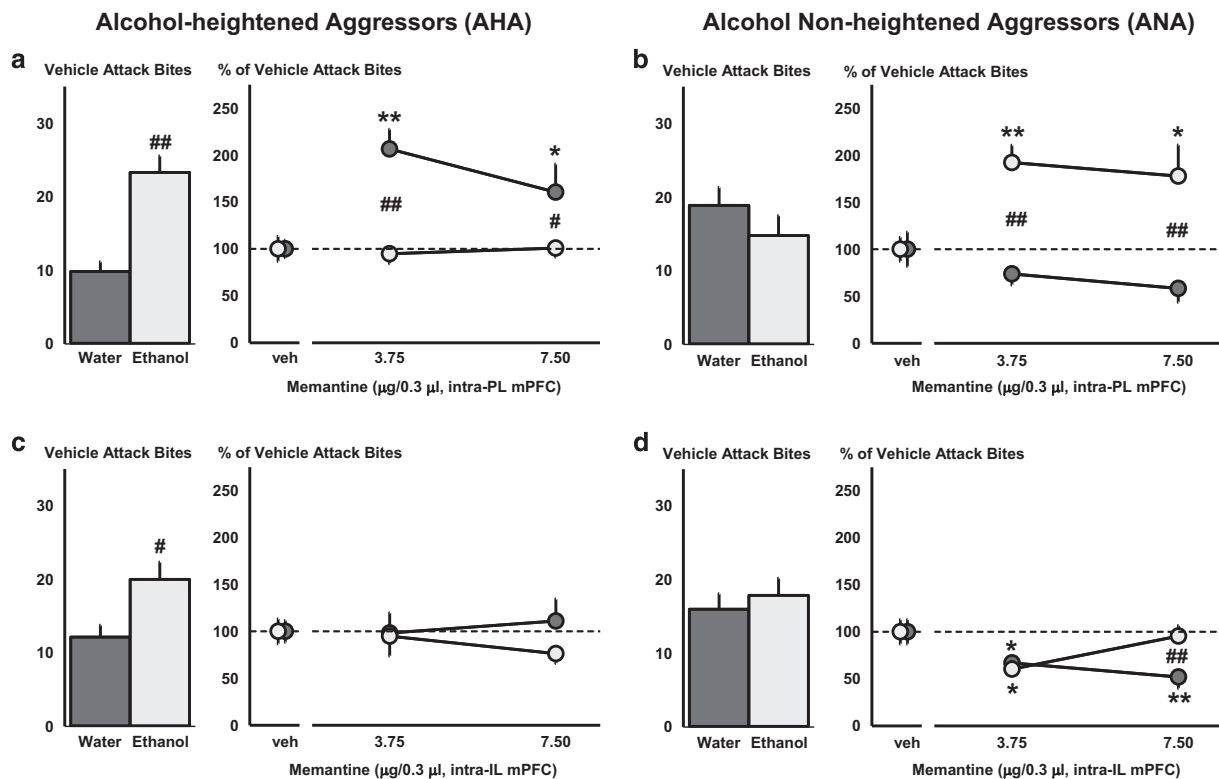 Alcohol-heightened Aggressors (AHA)
Alcohol Non-heightened Aggressors (ANA)
a
Vehicle Attack Bites
% of Vehicle Attack Bites
30
20
10
0
##
Water Ethanol
250
200
150
100
50
0
**
*
##
#
veh 3.75 7.50
Memantine (μg/0.3 μl, intra-PL mPFC)
b
Vehicle Attack Bites
% of Vehicle Attack Bites
30
20
10
0
Water Ethanol
250
200
150
100
50
0
**
*
##
##
veh 3.75 7.50
Memantine (μg/0.3 μl, intra-PL mPFC)
c
Vehicle Attack Bites
% of Vehicle Attack Bites
30
20
10
0
#
Water Ethanol
250
200
150
100
50
0
veh 3.75 7.50
Memantine (μg/0.3 μl, intra-IL mPFC)
d
Vehicle Attack Bites
% of Vehicle Attack Bites
30
20
10
0
Water Ethanol
250
200
150
100
50
0
*
*
##
**
veh 3.75 7.50
Memantine (μg/0.3 μl, intra-IL mPFC)